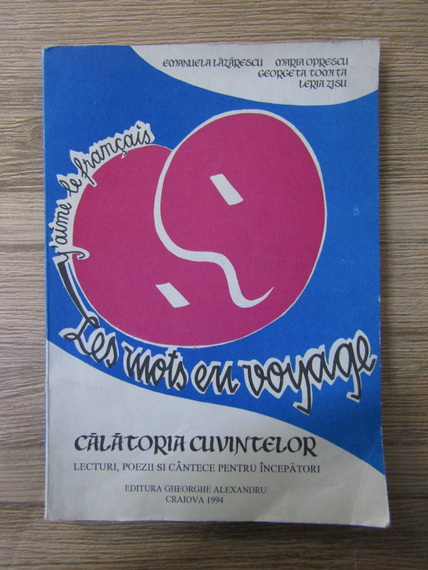 EMANUELA LĂZĂRESCU MARIA OPRESCU
GEORGETA TOMIȚA
LERIA ZISU
J'aime le français
Les mots en voyage
CĂLĂTORIA CUVINTELOR
LECTURI, POEZII SI CÂNTECE PENTRU ÎNCEPĂTORI
EDITURA GHEORGHE ALEXANDRU
CRAIOVA 1994